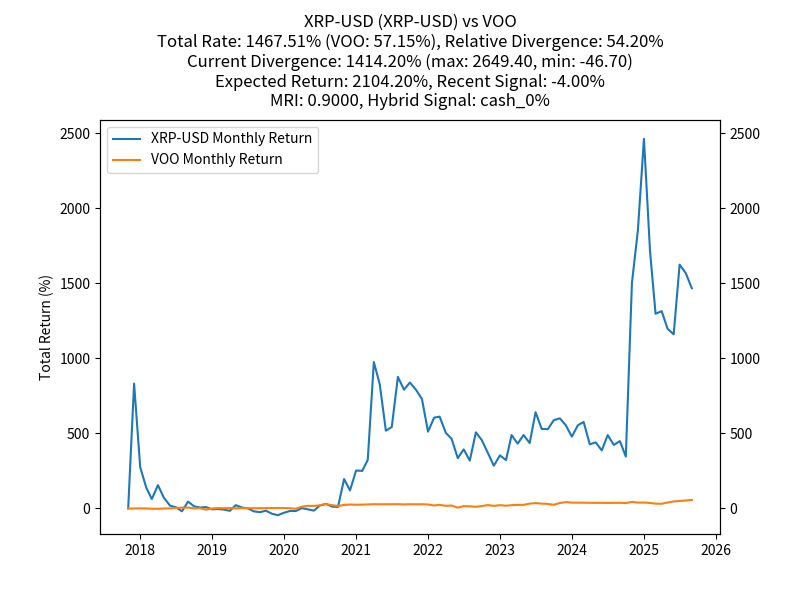 XRP-USD (XRP-USD) vs VOO
Total Rate: 1467.51% (VOO: 57.15%), Relative Divergence: 54.20%
Current Divergence: 1414.20% (max: 2649.40, min: -46.70)
Expected Return: 2104.20%, Recent Signal: -4.00%
MRI: 0.9000, Hybrid Signal: cash_0%
XRP-USD Monthly Return
VOO Monthly Return
Total Return (%)
2500
2000
1500
1000
500
0
2500
2000
1500
1000
500
0
2018 2019 2020 2021 2022 2023 2024 2025 2026